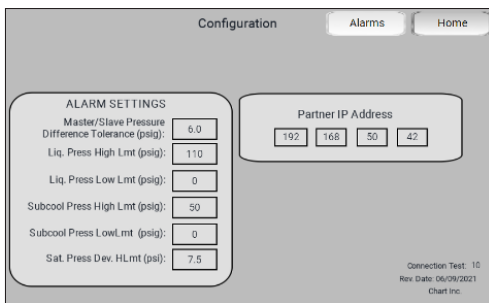 Configuration
Alarms
Home
ALARM SETTINGS
Master/Slave Pressure
Difference Tolerance (psig): 6.0
Liq. Press High Lmt (psig): 110
Liq. Press Low Lmt (psig): 0
Subcool Press High Lmt (psig): 50
Subcool Press LowLmt (psig): 0
Sat. Press Dev. HLmt (psi): 7.5
Partner IP Address
192 168 50 42
Connection Test: 10
Rev. Date: 06/09/2021
Chart Inc.